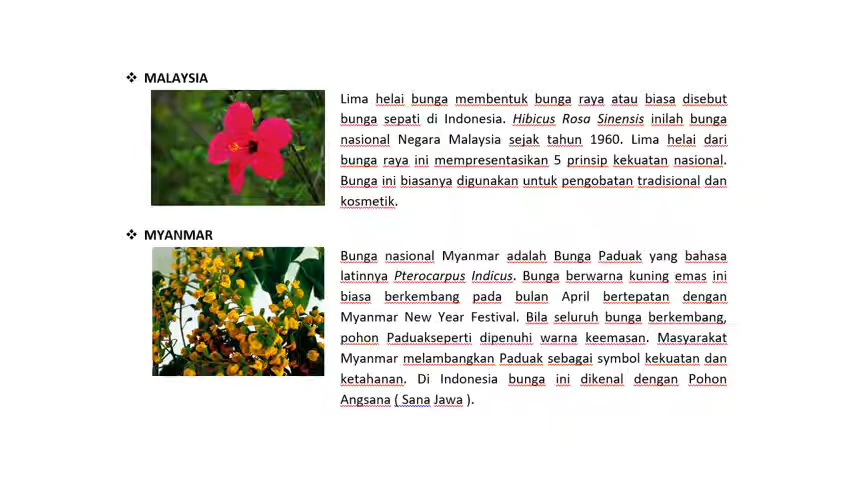 ❖ MALAYSIA
Lima helai bunga membentuk bunga raya atau biasa disebut
bunga sepati di Indonesia. Hibicus Rosa Sinensis inilah bunga
nasional Negara Malaysia sejak tahun 1960. Lima helai dari
bunga raya ini mempresentasikan 5 prinsip kekuatan nasional.
Bunga ini biasanya digunakan untuk pengobatan tradisional dan
kosmetik.
❖ MYANMAR
Bunga nasional Myanmar adalah Bunga Paduak yang bahasa
latinnya Pterocarpus Indicus. Bunga berwarna kuning emas ini
biasa berkembang pada bulan April bertepatan dengan
Myanmar New Year Festival. Bila seluruh bunga berkembang,
pohon Paduakseperti dipenuhi warna keemasan. Masyarakat
Myanmar melambangkan Paduak sebagai symbol kekuatan dan
ketahanan. Di Indonesia bunga ini dikenal dengan Pohon
Angsana ( Sana Jawa ).